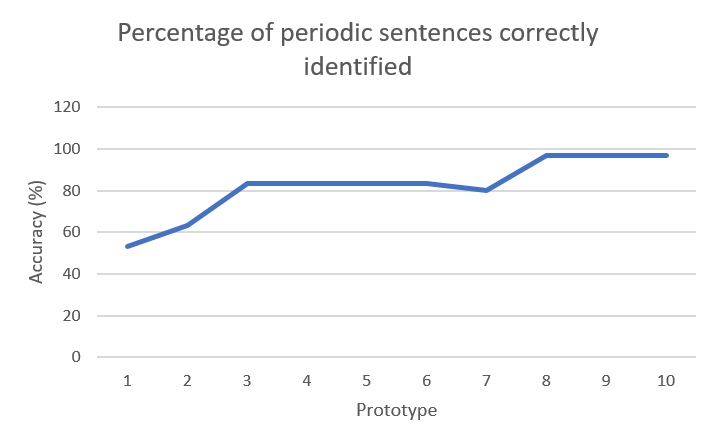 Percentage of periodic sentences correctly
identified
120
100
80
60
40
20
0
Accuracy (%)
1 2 3 4 5 6 7 8 9 10
Prototype